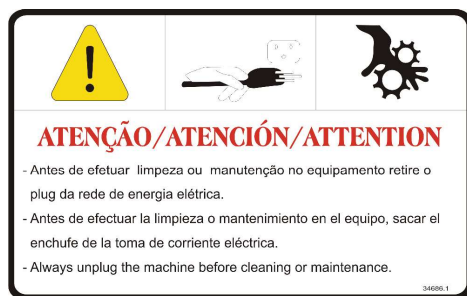 ATENÇÃO/ATENCIÓN/ATTENTION
- Antes de efetuar limpeza ou manutenção no equipamento retire o
plug da rede de energia elétrica.
- Antes de efectuar la limpieza o mantenimiento en el equipo, sacar el
enchufe de la toma de corriente eléctrica.
- Always unplug the machine before cleaning or maintenance.
34686.1